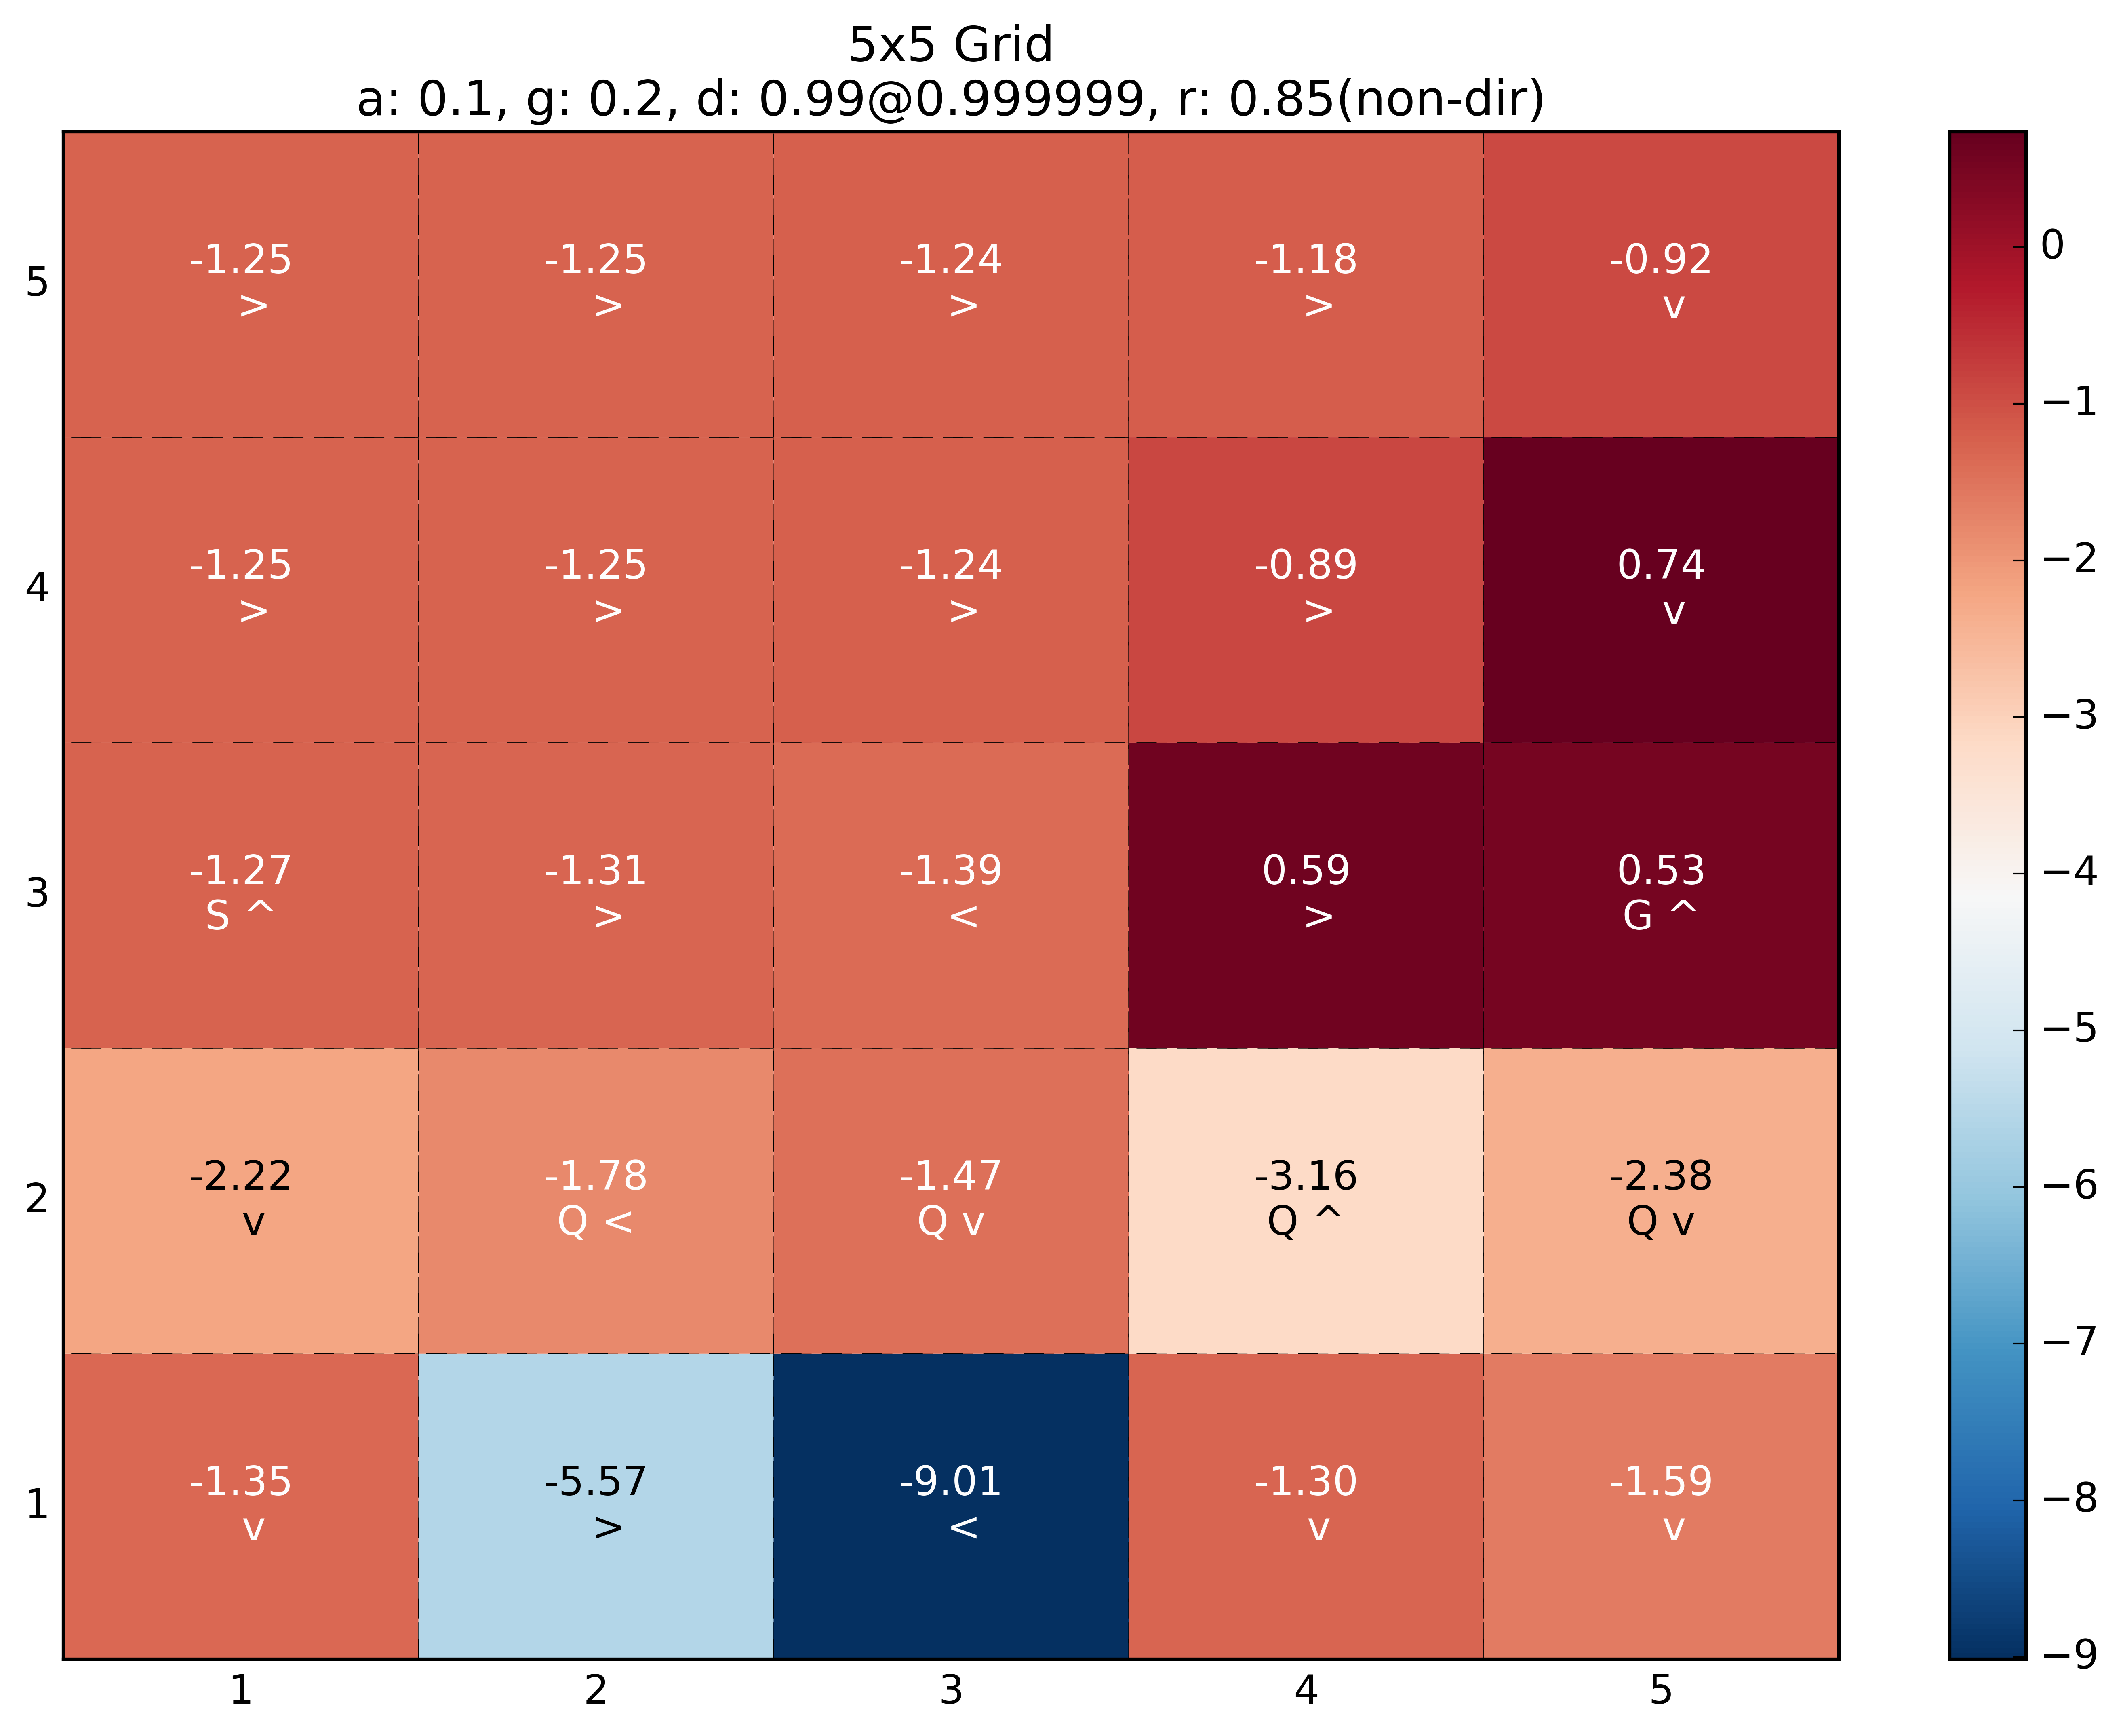 5x5 Grid
a: 0.1, g: 0.2, d: 0.99@0.999999, r: 0.85(non-dir)
5 -1.25 -1.25 -1.24 -1.18 -0.92
> > > > v
4 -1.25 -1.25 -1.24 -0.89 0.74
> > > > v
3 -1.27 -1.31 -1.39 0.59 0.53
S ^ > < > G ^
2 -2.22 -1.78 -1.47 -3.16 -2.38
v Q < Q v Q ^ Q v
1 -1.35 -5.57 -9.01 -1.30 -1.59
v > < v v
1 2 3 4 5
0
−1
−2
−3
−4
−5
−6
−7
−8
−9